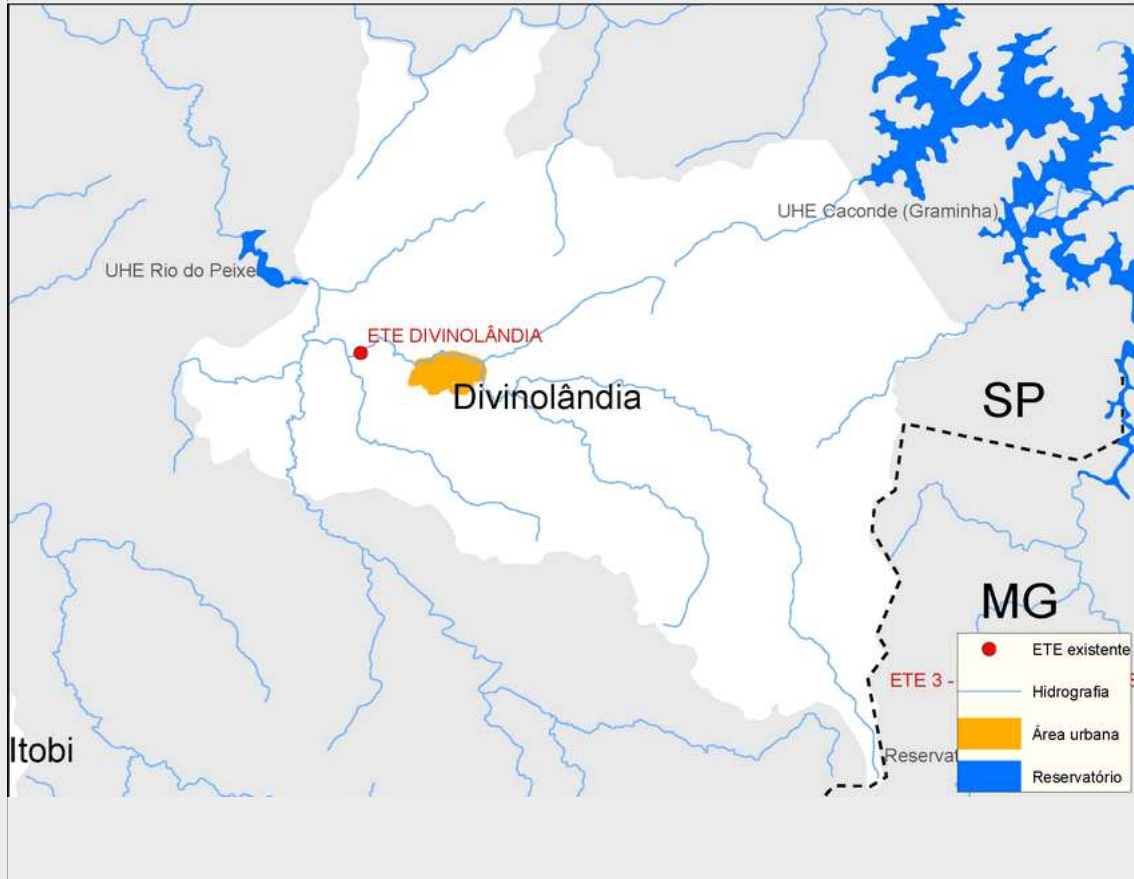 UHE Caconde (Graminha)
UHE Rio do Peixe
ETE DIVINOLÂNDIA
Divinolândia
SP
MG
ETE existente
ETE 3 -
Hidrografia
Área urbana
Itobi
Reservatório